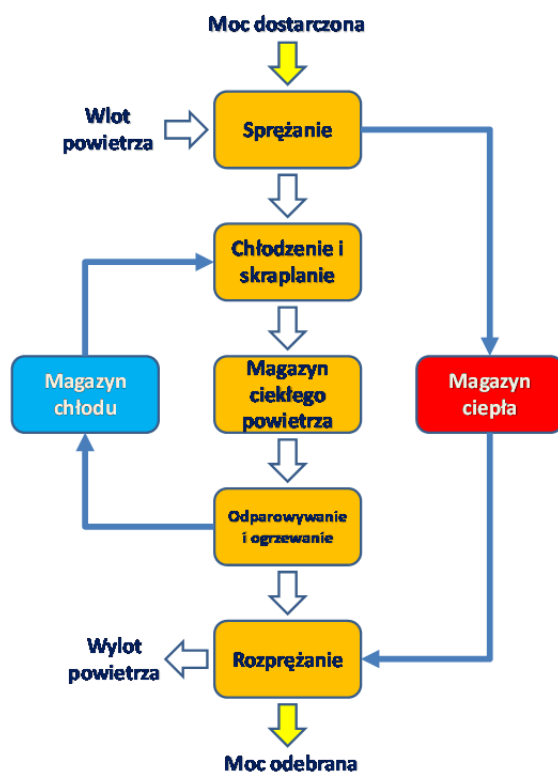 Moc dostarczona
Wlot
powietrza
Sprężanie
Chłodzenie i
skraplanie
Magazyn
chłodu
Magazyn
ciekłego
powietrza
Magazyn
ciepła
Odparowywanie
i ogrzewanie
Wylot
powietrza
Rozprężanie
Moc odebrana